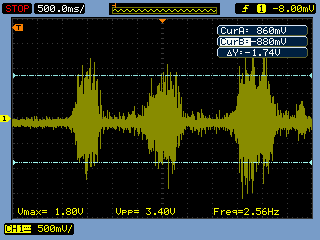 STOP 500.0ms/ ƒ 1 -8.00mV
T
CurA: 860mV
CurB:-880mV
ΔY:-1.74V
1
Vmax= 1.80V Vpp= 3.40V Freq=2.56Hz
CH1 500mV/